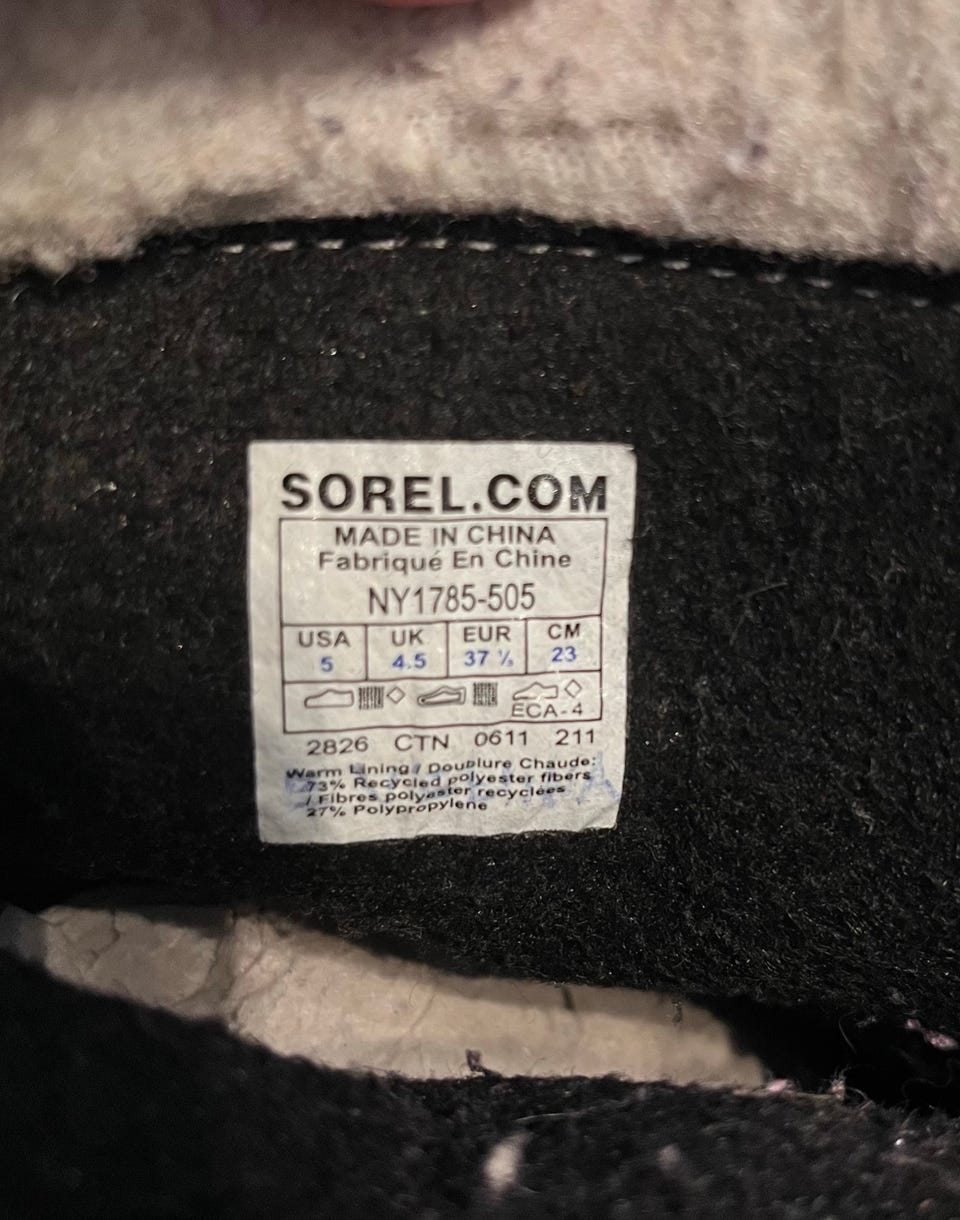 SOREL.COM
MADE IN CHINA
Fabriqué En Chine
NY1785-505
USA UK EUR CM
5 4.5 37 ½ 23
ECA-4
2826 CTN 0611 211
Warm Lining / Doublure Chaude:
73% Recycled polyester fibers
/ Fibres polyester recyclées
27% Polypropylene